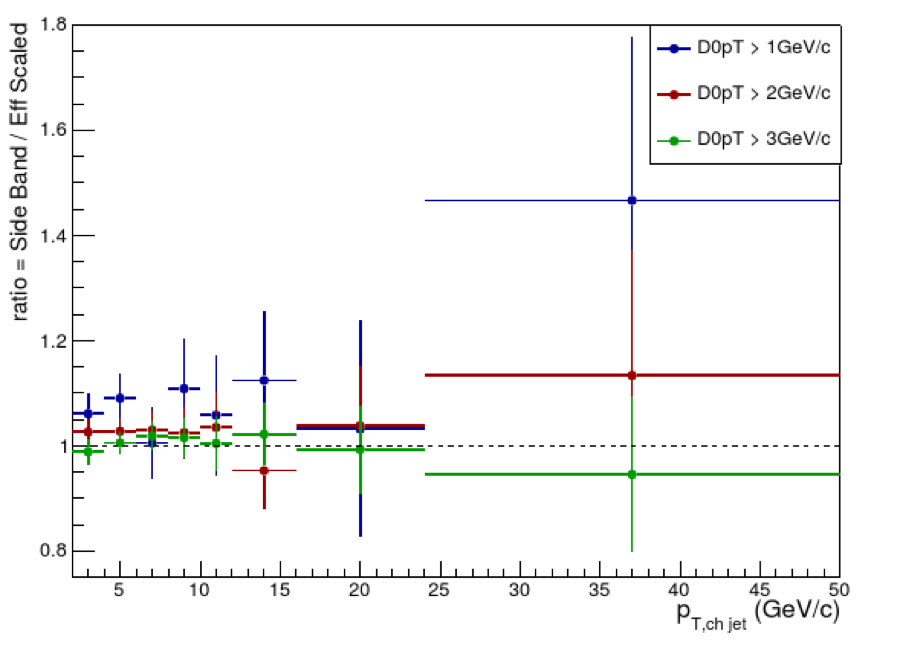 ratio = Side Band / Eff Scaled
1.8
1.6
1.4
1.2
1
0.8
D0pT > 1GeV/c
D0pT > 2GeV/c
D0pT > 3GeV/c
5 10 15 20 25 30 35 40 45 50
p_T,ch jet (GeV/c)